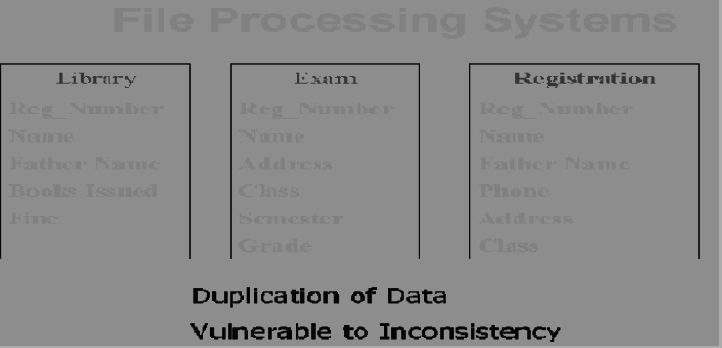 File Processing Systems
Library
Reg_Number
Name
Father Name
Books Issued
Fine
Exam
Reg_Number
Name
Address
Class
Semester
Grade
Registration
Reg_Number
Name
Father Name
Phone
Address
Class
Duplication of Data
Vulnerable to Inconsistency